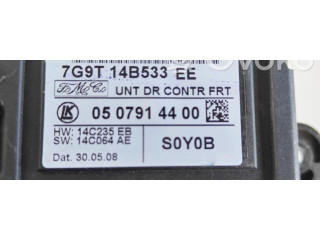 7G9T 14B533 EE
FoMoCo UNT DR CONTR FRT
LK 05 0791 44 00
HW: 14C235 EB
SW: 14C064 AE
S0Y0B
Dat. 30.05.08